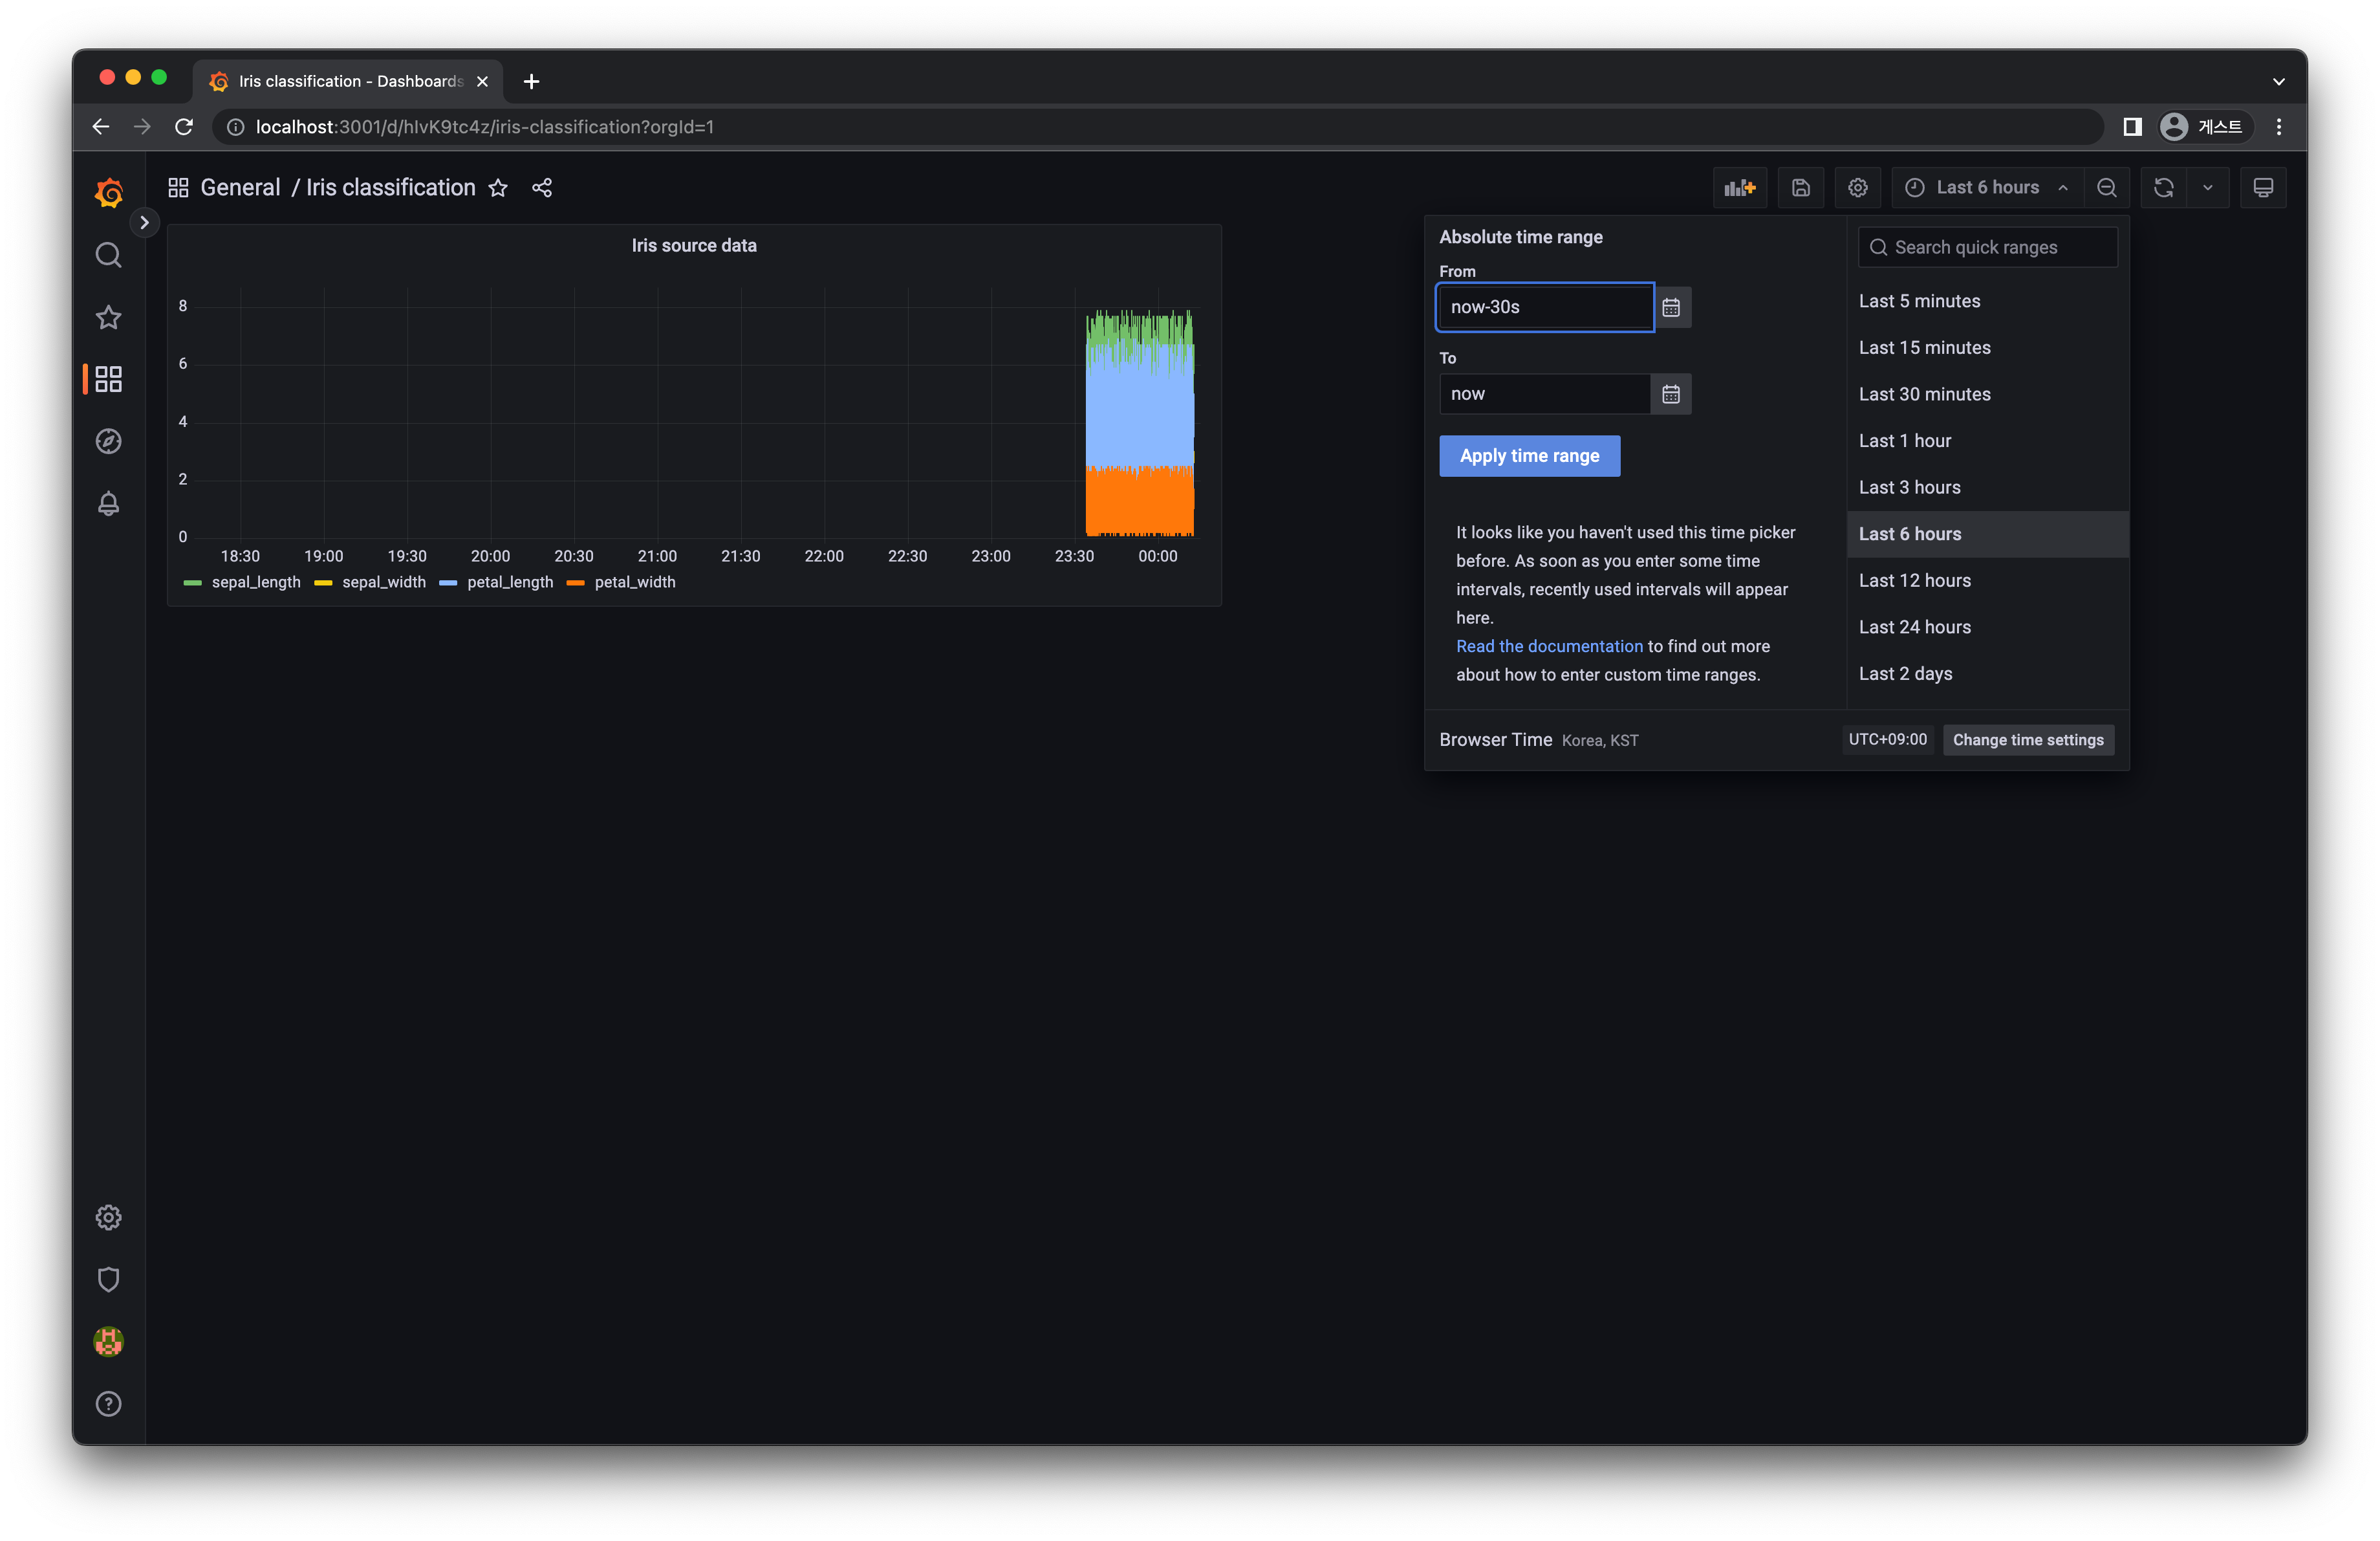 Iris classification - Dashboards
localhost:3001/d/hIvK9tc4z/iris-classification?orgId=1
게스트
General / Iris classification
Last 6 hours
Iris source data
8
6
4
2
0
18:30 19:00 19:30 20:00 20:30 21:00 21:30 22:00 22:30 23:00 23:30 00:00
sepal_length sepal_width petal_length petal_width
Absolute time range
From
now-30s
To
now
Apply time range
It looks like you haven't used this time picker
before. As soon as you enter some time
intervals, recently used intervals will appear
here.
Read the documentation to find out more
about how to enter custom time ranges.
Search quick ranges
Last 5 minutes
Last 15 minutes
Last 30 minutes
Last 1 hour
Last 3 hours
Last 6 hours
Last 12 hours
Last 24 hours
Last 2 days
Browser Time Korea, KST
UTC+09:00
Change time settings